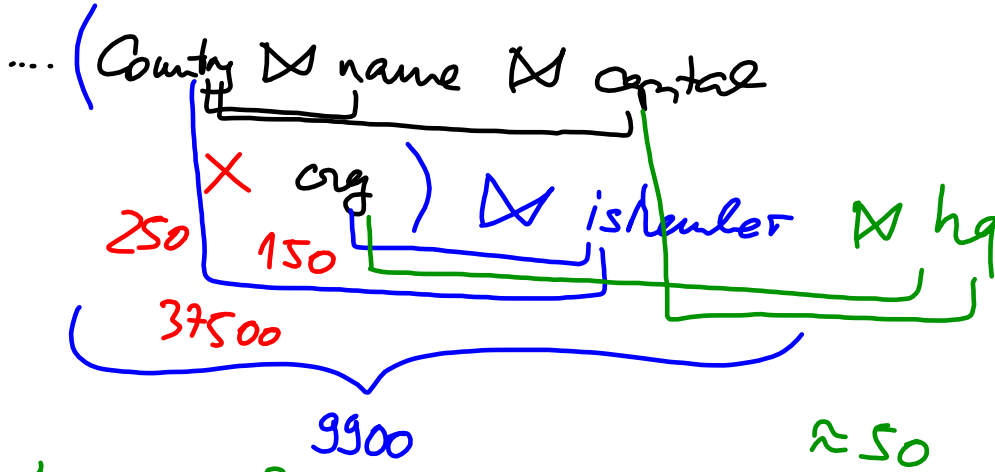 .... ( Country ⋈ name ⋈ capital
× org ) ⋈ isMember ⋈ hq
250 150
37500
9900 ≈ 50